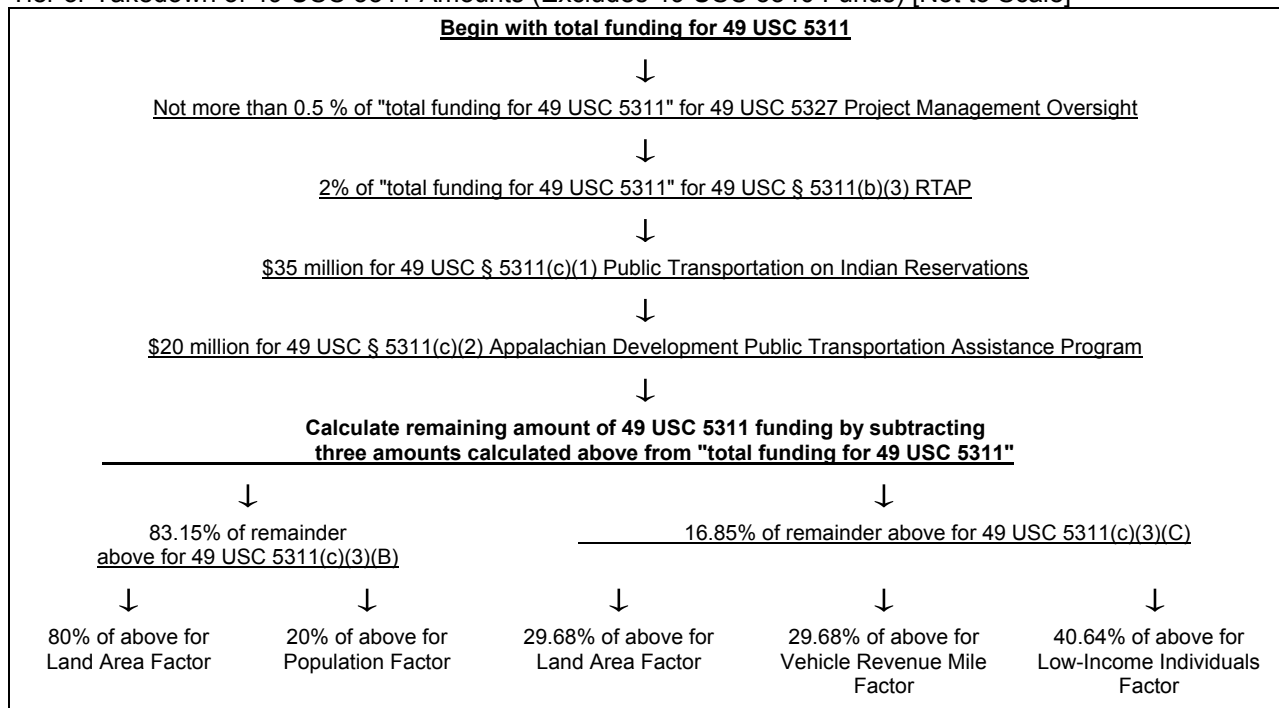 Begin with total funding for 49 USC 5311
↓
Not more than 0.5 % of "total funding for 49 USC 5311" for 49 USC 5327 Project Management Oversight
↓
2% of "total funding for 49 USC 5311" for 49 USC § 5311(b)(3) RTAP
↓
$35 million for 49 USC § 5311(c)(1) Public Transportation on Indian Reservations
↓
$20 million for 49 USC § 5311(c)(2) Appalachian Development Public Transportation Assistance Program
↓
Calculate remaining amount of 49 USC 5311 funding by subtracting
three amounts calculated above from "total funding for 49 USC 5311"
↓ ↓
83.15% of remainder
above for 49 USC 5311(c)(3)(B)
16.85% of remainder above for 49 USC 5311(c)(3)(C)
↓ ↓ ↓ ↓ ↓
80% of above for
Land Area Factor
20% of above for
Population Factor
29.68% of above for
Land Area Factor
29.68% of above for
Vehicle Revenue Mile
Factor
40.64% of above for
Low-Income Individuals
Factor